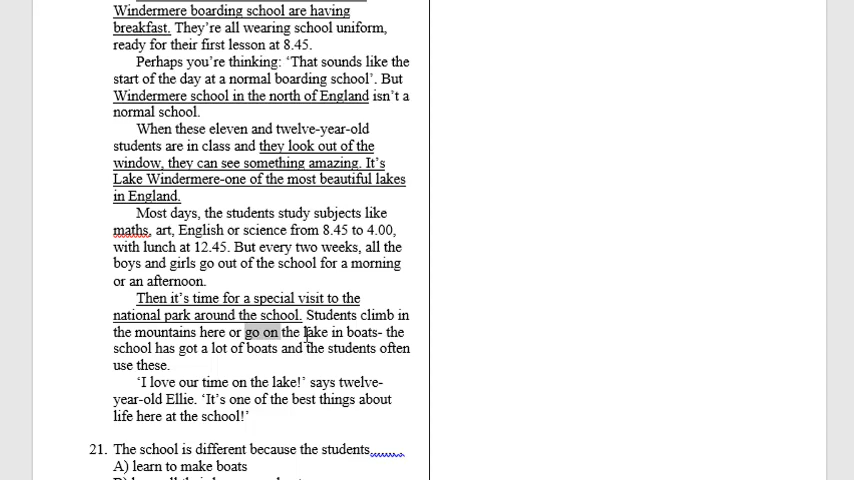 Windermere boarding school are having
breakfast. They're all wearing school uniform,
ready for their first lesson at 8.45.
Perhaps you're thinking: 'That sounds like the
start of the day at a normal boarding school'. But
Windermere school in the north of England isn't a
normal school.
When these eleven and twelve-year-old
students are in class and they look out of the
window, they can see something amazing. It's
Lake Windermere-one of the most beautiful lakes
in England.
Most days, the students study subjects like
maths, art, English or science from 8.45 to 4.00,
with lunch at 12.45. But every two weeks, all the
boys and girls go out of the school for a morning
or an afternoon.
Then it's time for a special visit to the
national park around the school. Students climb in
the mountains here or go on the lake in boats- the
school has got a lot of boats and the students often
use these.
'I love our time on the lake!' says twelve-
year-old Ellie. 'It's one of the best things about
life here at the school!'
21. The school is different because the students
A) learn to make boats